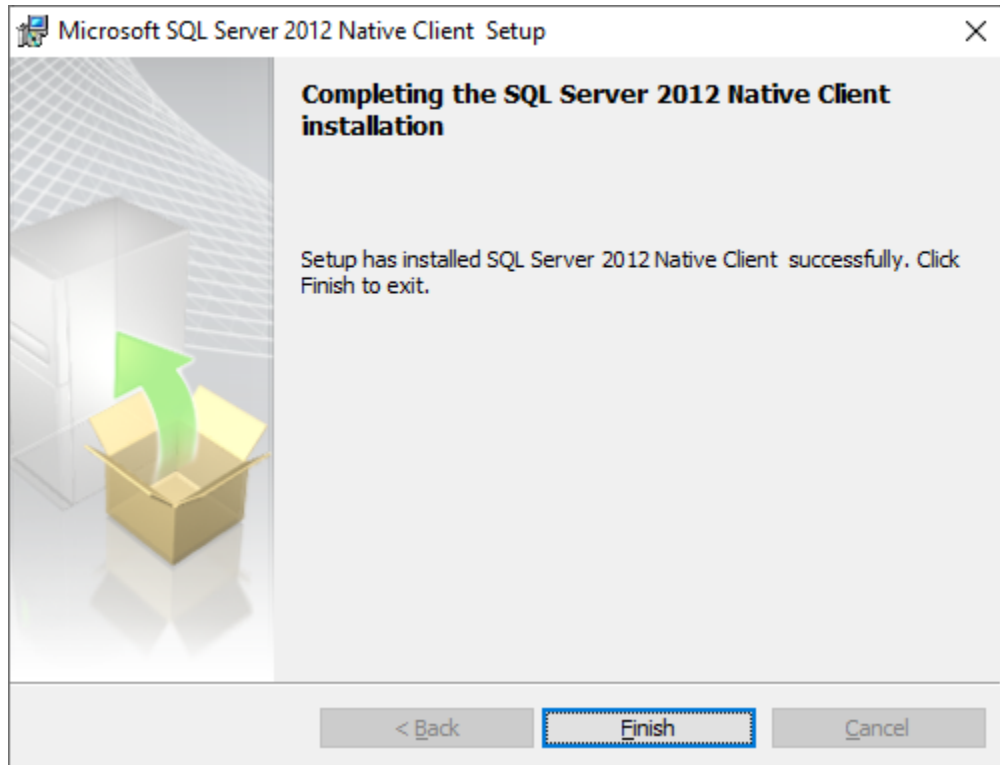 Microsoft SQL Server 2012 Native Client  Setup
Completing the SQL Server 2012 Native Client
installation
Setup has installed SQL Server 2012 Native Client  successfully. Click
Finish to exit.
< Back
Finish
Cancel